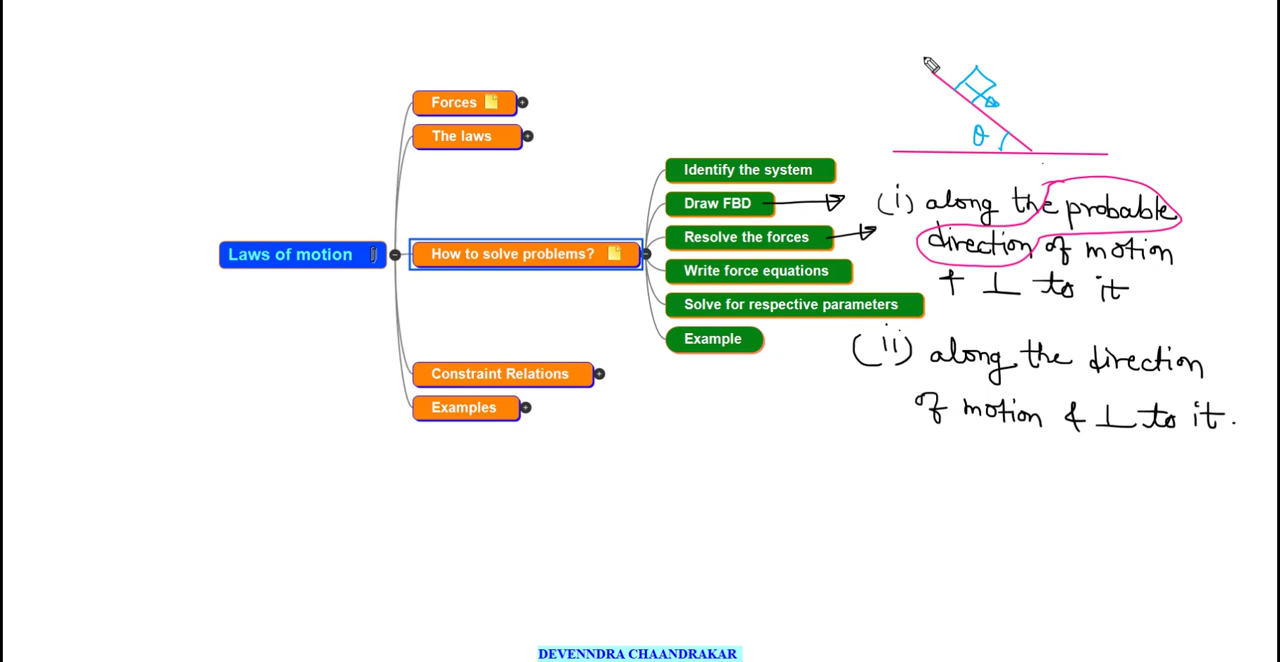 Forces
The laws
Laws of motion
How to solve problems?
Constraint Relations
Examples
Identify the system
Draw FBD
Resolve the forces
Write force equations
Solve for respective parameters
Example
θ
(i) along the probable
direction of motion
& ⊥ to it
(ii) along the direction
of motion & ⊥ to it.
DEVENNDRA CHAANDRAKAR